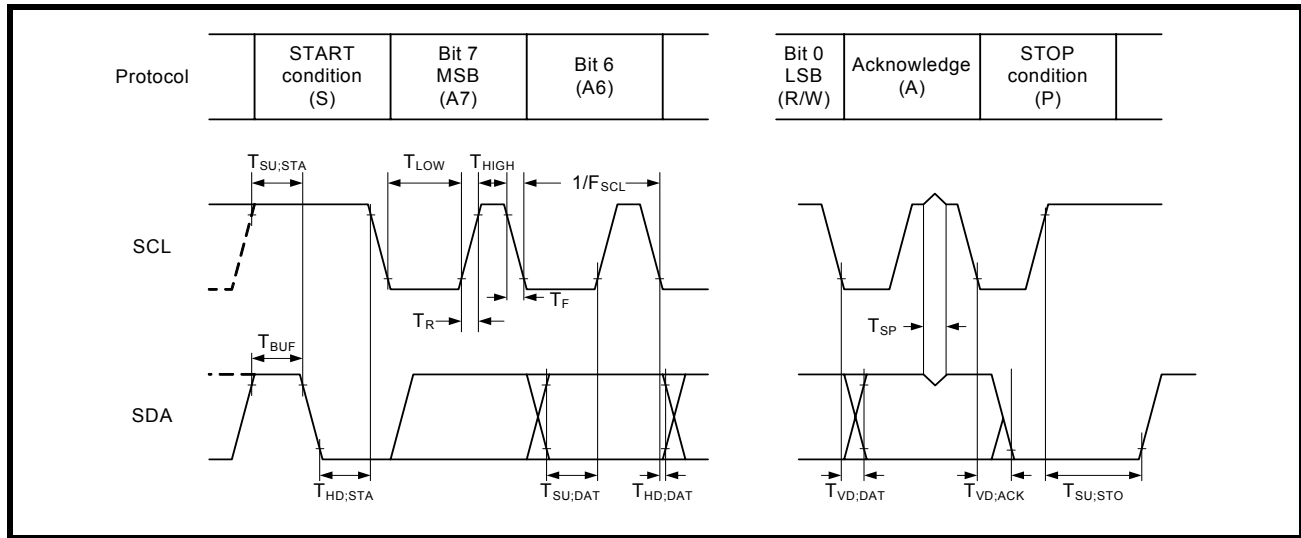 Protocol
START
condition
(S)
Bit 7
MSB
(A7)
Bit 6
(A6)
Bit 0
LSB
(R/W)
Acknowledge
(A)
STOP
condition
(P)
TSU;STA
TLOW
THIGH
1/FSCL
SCL
TF
TR
TSP
TBUF
SDA
THD;STA
TSU;DAT
THD;DAT
TVD;DAT
TVD;ACK
TSU;STO